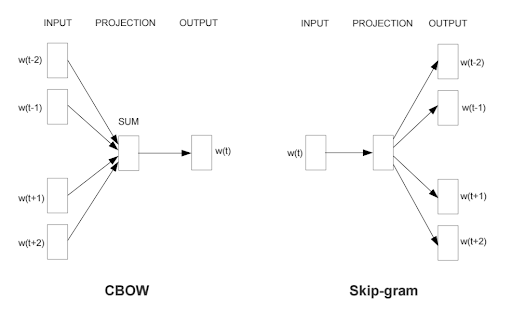 INPUT PROJECTION OUTPUT
w(t-2)
w(t-1)
SUM
w(t)
w(t+1)
w(t+2)
CBOW
INPUT PROJECTION OUTPUT
w(t-2)
w(t-1)
w(t)
w(t+1)
w(t+2)
Skip-gram